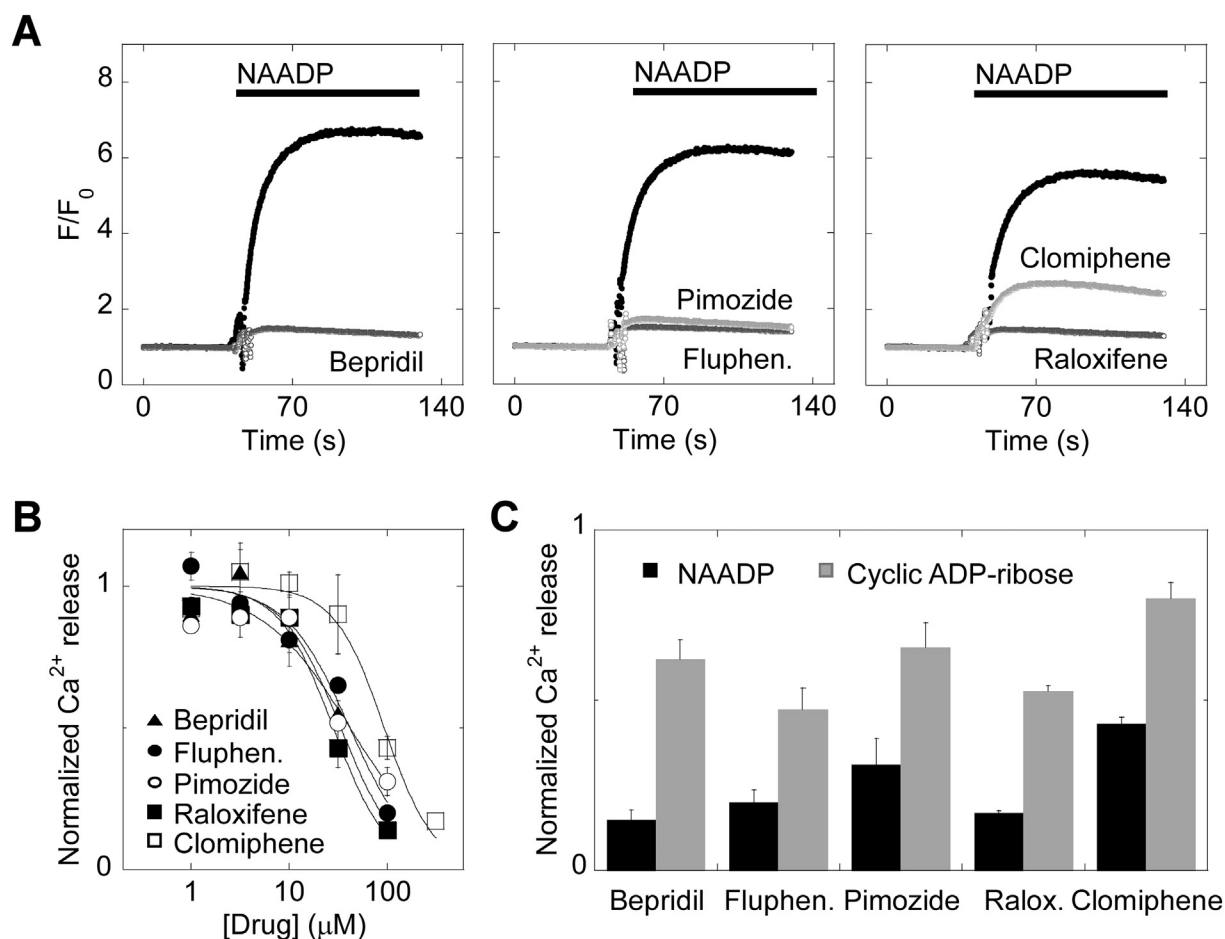 A
8
6
4
2
0
F/F0
NAADP
Bepridil
0 70 140
Time (s)
NAADP
Pimozide
Fluphen.
0 70 140
Time (s)
NAADP
Clomiphene
Raloxifene
0 70 140
Time (s)
B
Normalized Ca2+ release
1
0
Bepridil
Fluphen.
Pimozide
Raloxifene
Clomiphene
1 10 100
[Drug] (μM)
C
Normalized Ca2+ release
1
0
NAADP Cyclic ADP-ribose
Bepridil Fluphen. Pimozide Ralox. Clomiphene